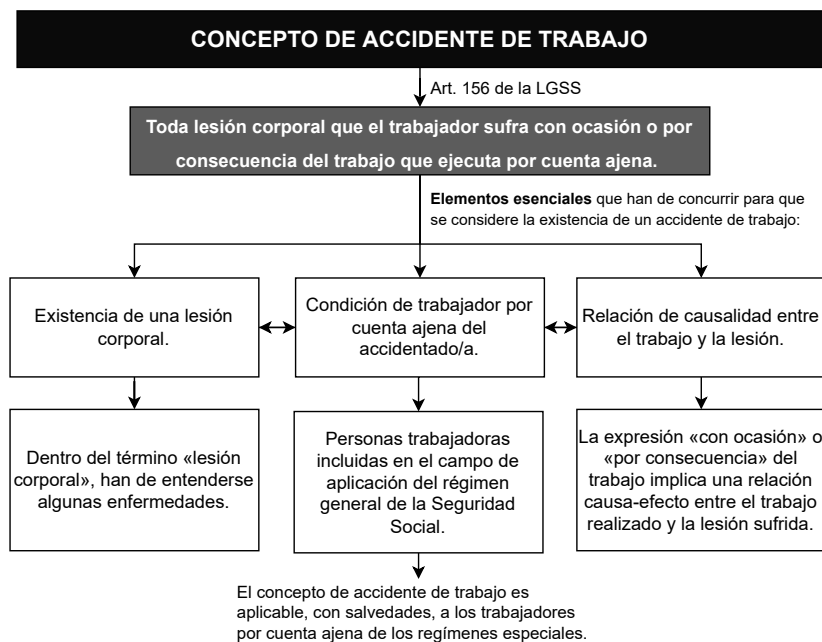 CONCEPTO DE ACCIDENTE DE TRABAJO
Art. 156 de la LGSS
Toda lesión corporal que el trabajador sufra con ocasión o por
consecuencia del trabajo que ejecuta por cuenta ajena.
Elementos esenciales que han de concurrir para que
se considere la existencia de un accidente de trabajo:
Existencia de una lesión
corporal.
Condición de trabajador por
cuenta ajena del
accidentado/a.
Relación de causalidad entre
el trabajo y la lesión.
Dentro del término «lesión
corporal», han de entenderse
algunas enfermedades.
Personas trabajadoras
incluidas en el campo de
aplicación del régimen
general de la Seguridad
Social.
La expresión «con ocasión» o
«por consecuencia» del
trabajo implica una relación
causa-efecto entre el trabajo
realizado y la lesión sufrida.
El concepto de accidente de trabajo es
aplicable, con salvedades, a los trabajadores
por cuenta ajena de los regímenes especiales.